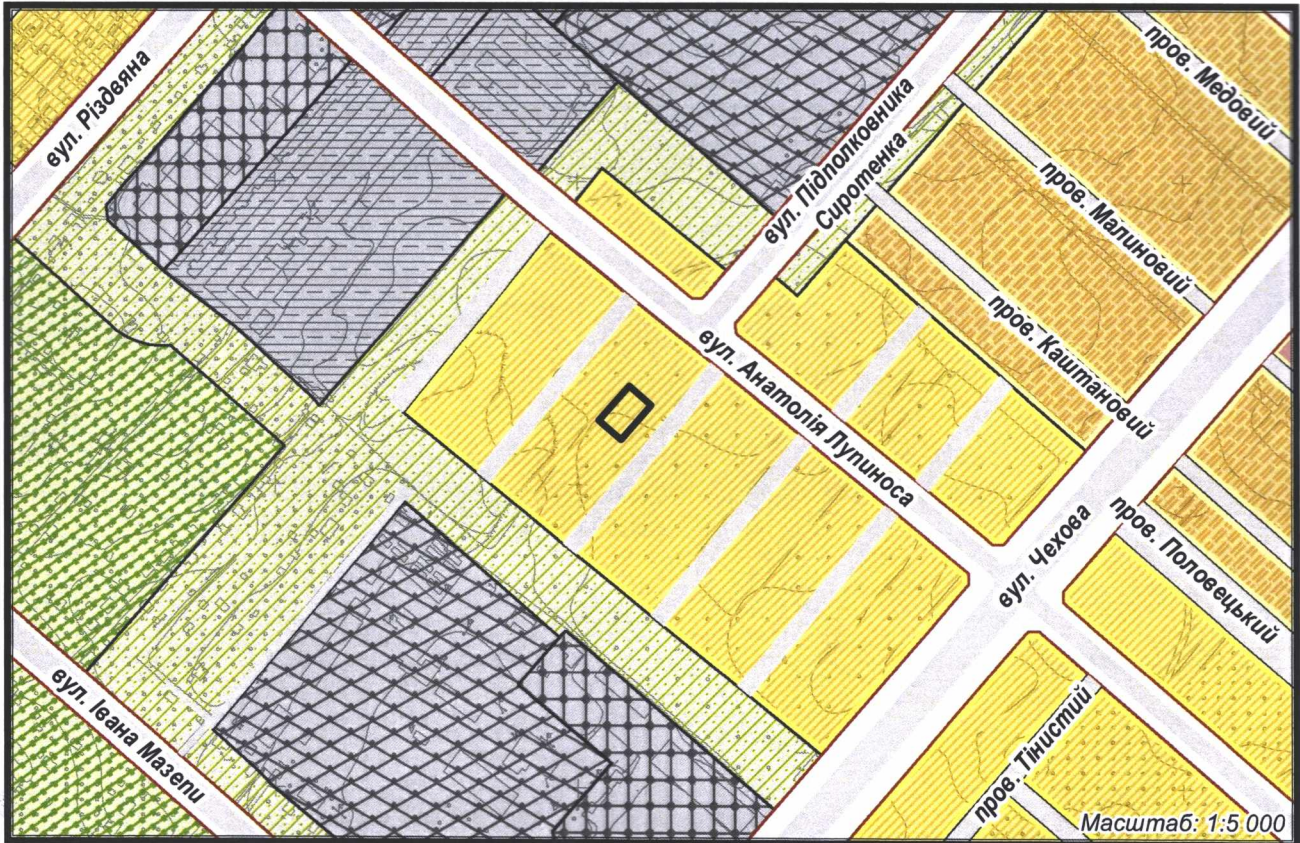 вул. Різдвяна
пров. Медовий
вул. Підполковника
Сиротенка
пров. Малиновий
пров. Каштановий
вул. Анатолія Лупиноса
вул. Чехова
пров. Половецький
вул. Івана Мазепи
пров. Тінистий
Масштаб: 1:5 000